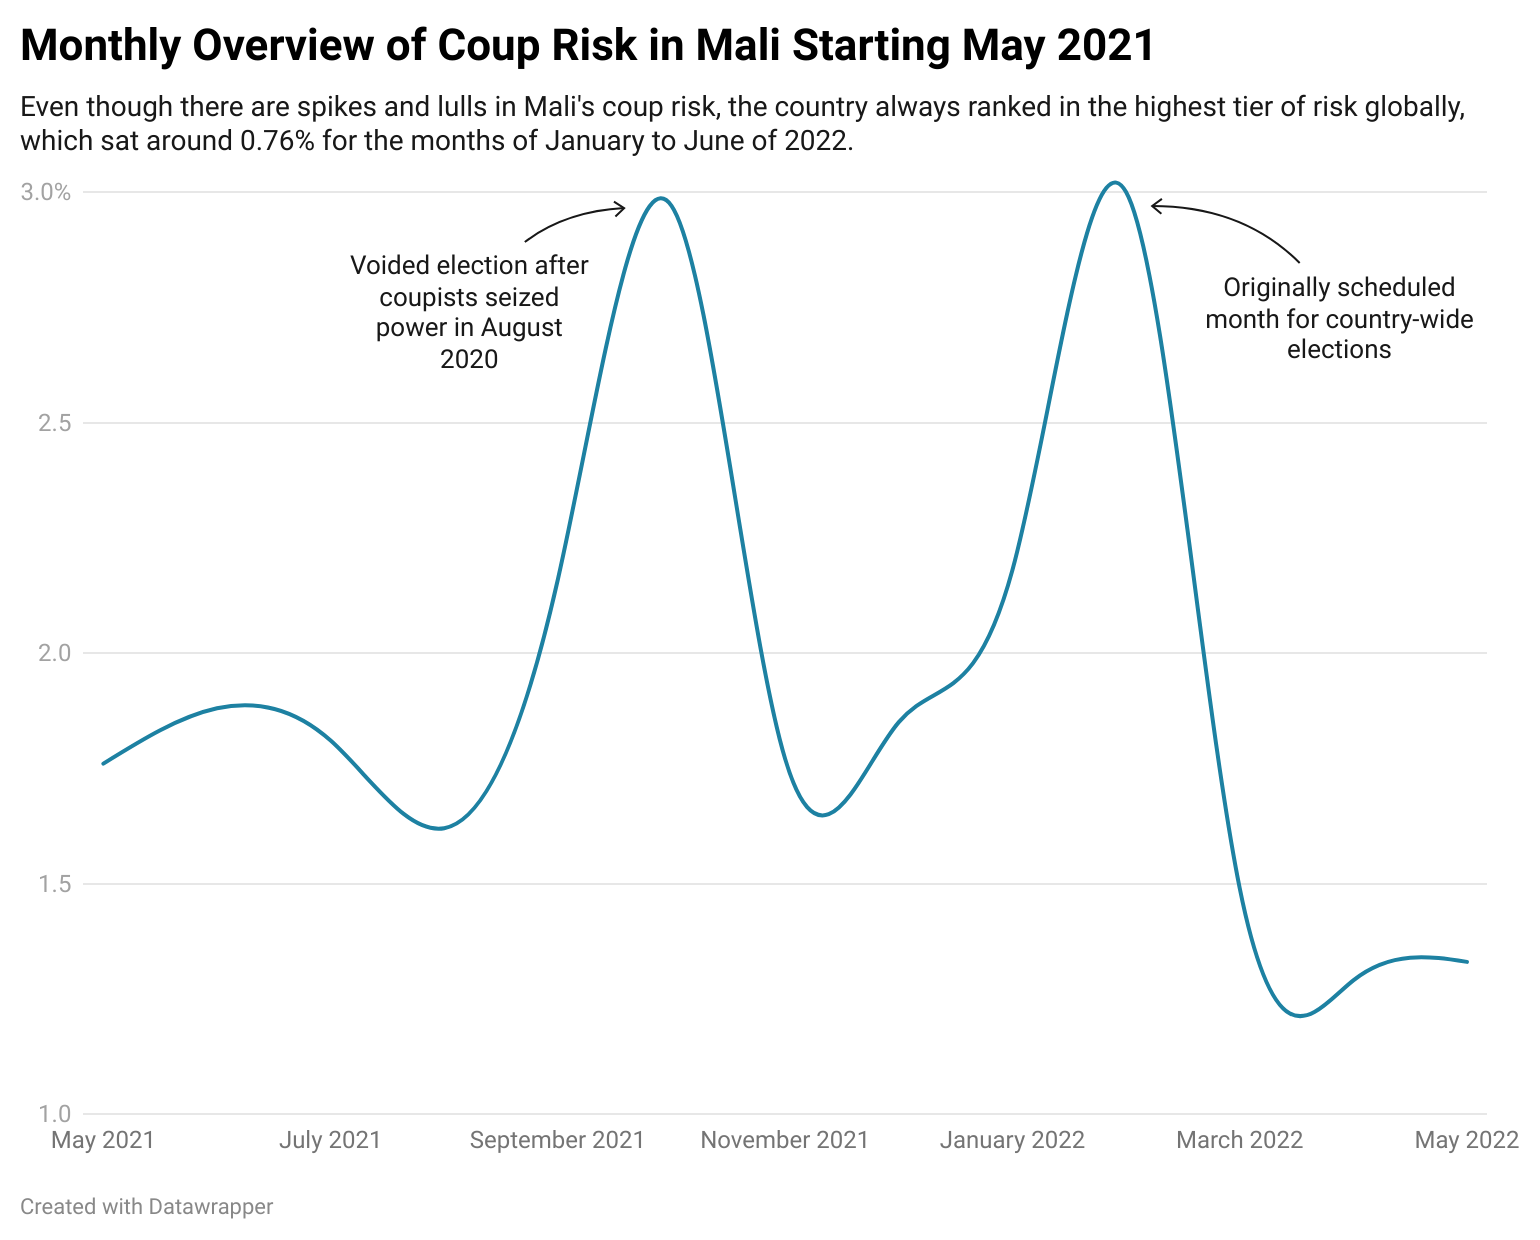 Monthly Overview of Coup Risk in Mali Starting May 2021
Even though there are spikes and lulls in Mali's coup risk, the country always ranked in the highest tier of risk globally,
which sat around 0.76% for the months of January to June of 2022.
3.0%
Voided election after
coupists seized
power in August
2020
Originally scheduled
month for country-wide
elections
2.5
2.0
1.5
1.0
May 2021
July 2021
September 2021
November 2021
January 2022
March 2022
May 2022
Created with Datawrapper